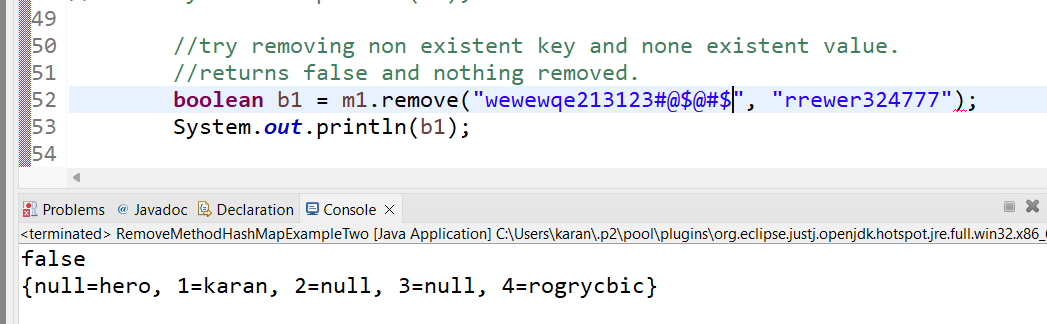 49
50 //try removing non existent key and none existent value.
51 //returns false and nothing removed.
52 boolean b1 = m1.remove("wewewqe213123#@$@#$", "rrewer324777");
53 System.out.println(b1);
54
Problems @ Javadoc Declaration Console
<terminated> RemoveMethodHashMapExampleTwo [Java Application] C:\Users\karan\.p2\pool\plugins\org.eclipse.justj.openjdk.hotspot.jre.full.win32.x86_
false
{null=hero, 1=karan, 2=null, 3=null, 4=rogrycbic}